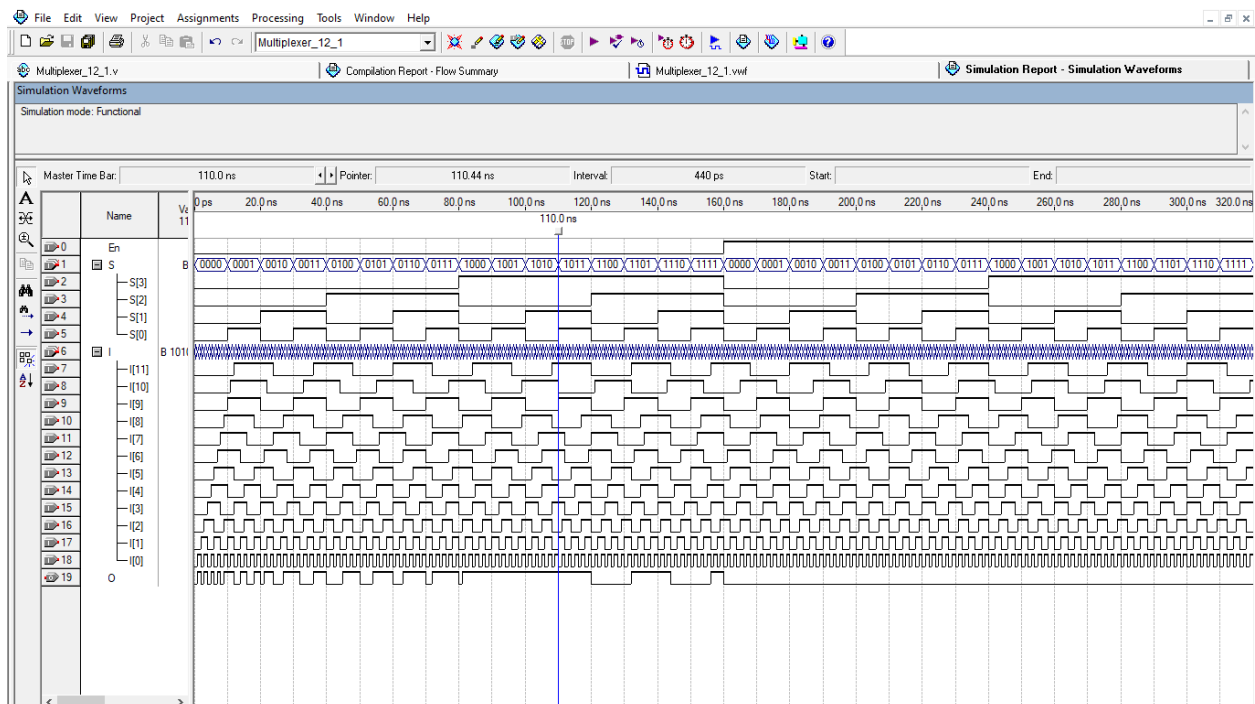 File Edit View Project Assignments Processing Tools Window Help
Multiplexer_12_1
Multiplexer_12_1.v Compilation Report - Flow Summary Multiplexer_12_1.vwf Simulation Report - Simulation Waveforms
Simulation Waveforms
Simulation mode: Functional
Master Time Bar: 110.0 ns Pointer: 110.44 ns Interval: 440 ps Start: End:
0 ps 20.0 ns 40.0 ns 60.0 ns 80.0 ns 100.0 ns 120.0 ns 140.0 ns 160.0 ns 180.0 ns 200.0 ns 220.0 ns 240.0 ns 260.0 ns 280.0 ns 300.0 ns 320.0 ns
Name Va
11
110.0 ns
0 En
1 S B 0000 0001 0010 0011 0100 0101 0110 0111 1000 1001 1010 1011 1100 1101 1110 1111 0000 0001 0010 0011 0100 0101 0110 0111 1000 1001 1010 1011 1100 1101 1110 1111
2 S[3]
3 S[2]
4 S[1]
5 S[0]
6 I B 1010
7 I[11]
8 I[10]
9 I[9]
10 I[8]
11 I[7]
12 I[6]
13 I[5]
14 I[4]
15 I[3]
16 I[2]
17 I[1]
18 I[0]
19 O